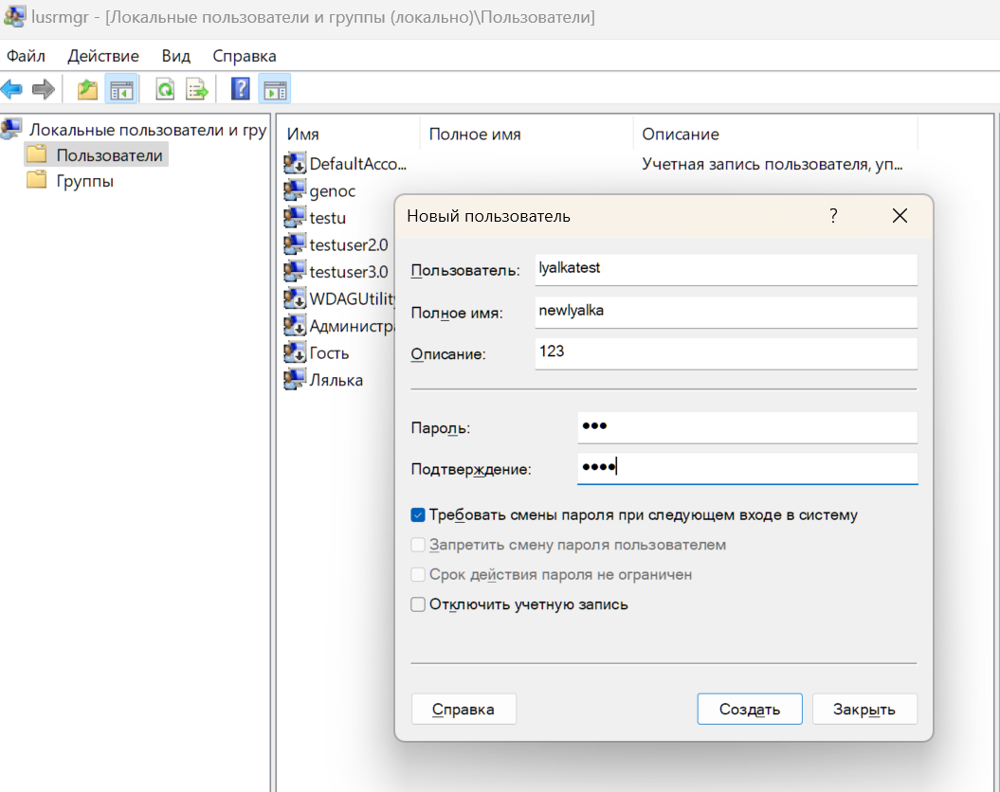 lusrmgr - [Локальные пользователи и группы (локально)\Пользователи]
Файл Действие Вид Справка
Локальные пользователи и гру
Пользователи
Группы
Имя Полное имя Описание
DefaultAcco... Учетная запись пользователя, уп...
genoc
testu
testuser2.0
testuser3.0
WDAGUtility
Администра
Гость
Лялька
Новый пользователь ?
Пользователь: lyalkatest
Полное имя: newlyalka
Описание: 123
Пароль: •••
Подтверждение: ••••
Требовать смены пароля при следующем входе в систему
Запретить смену пароля пользователем
Срок действия пароля не ограничен
Отключить учетную запись
Справка Создать Закрыть